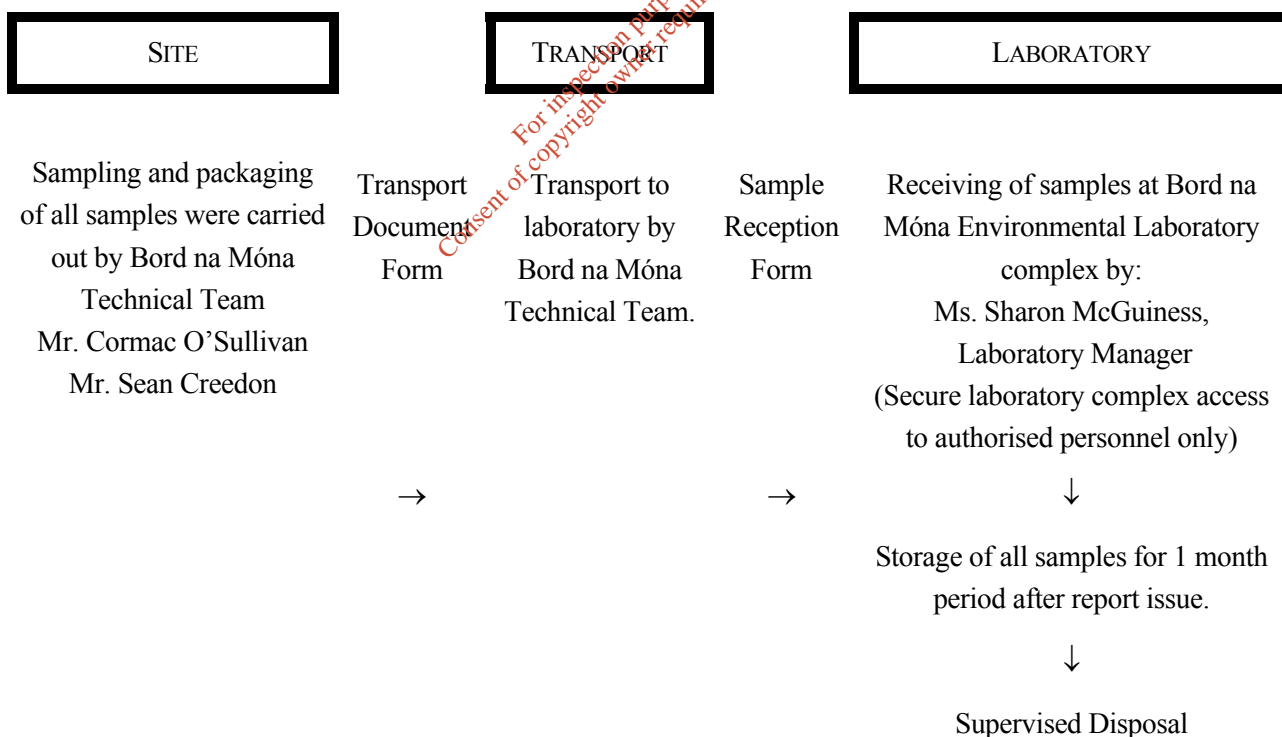 SITE
TRANSPORT
LABORATORY
Sampling and packaging
of all samples were carried
out by Bord na Móna
Technical Team
Mr. Cormac O’Sullivan
Mr. Sean Creedon
Transport
Document
Form
→
Transport to
laboratory by
Bord na Móna
Technical Team.
Sample
Reception
Form
→
Receiving of samples at Bord na
Móna Environmental Laboratory
complex by:
Ms. Sharon McGuiness,
Laboratory Manager
(Secure laboratory complex access
to authorised personnel only)
↓
Storage of all samples for 1 month
period after report issue.
↓
Supervised Disposal
For inspection
Consent of copyright owner